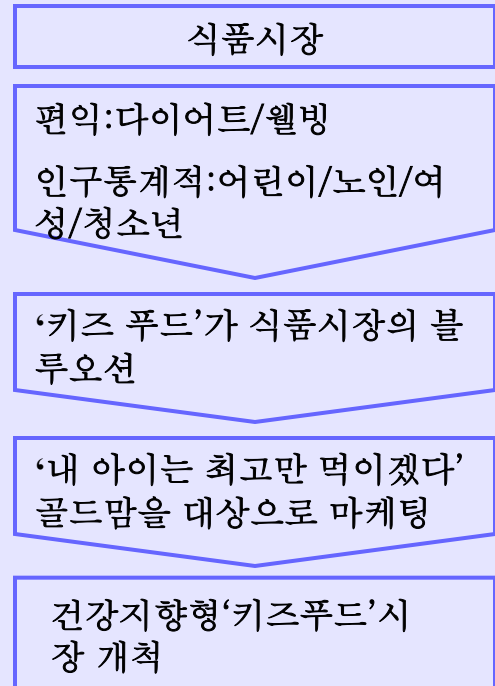 식품시장
편익:다이어트/웰빙
인구통계적:어린이/노인/여
성/청소년
‘키즈 푸드’가 식품시장의 블
루오션
‘내 아이는 최고만 먹이겠다’
골드맘을 대상으로 마케팅
건강지향형‘키즈푸드’시
장 개척